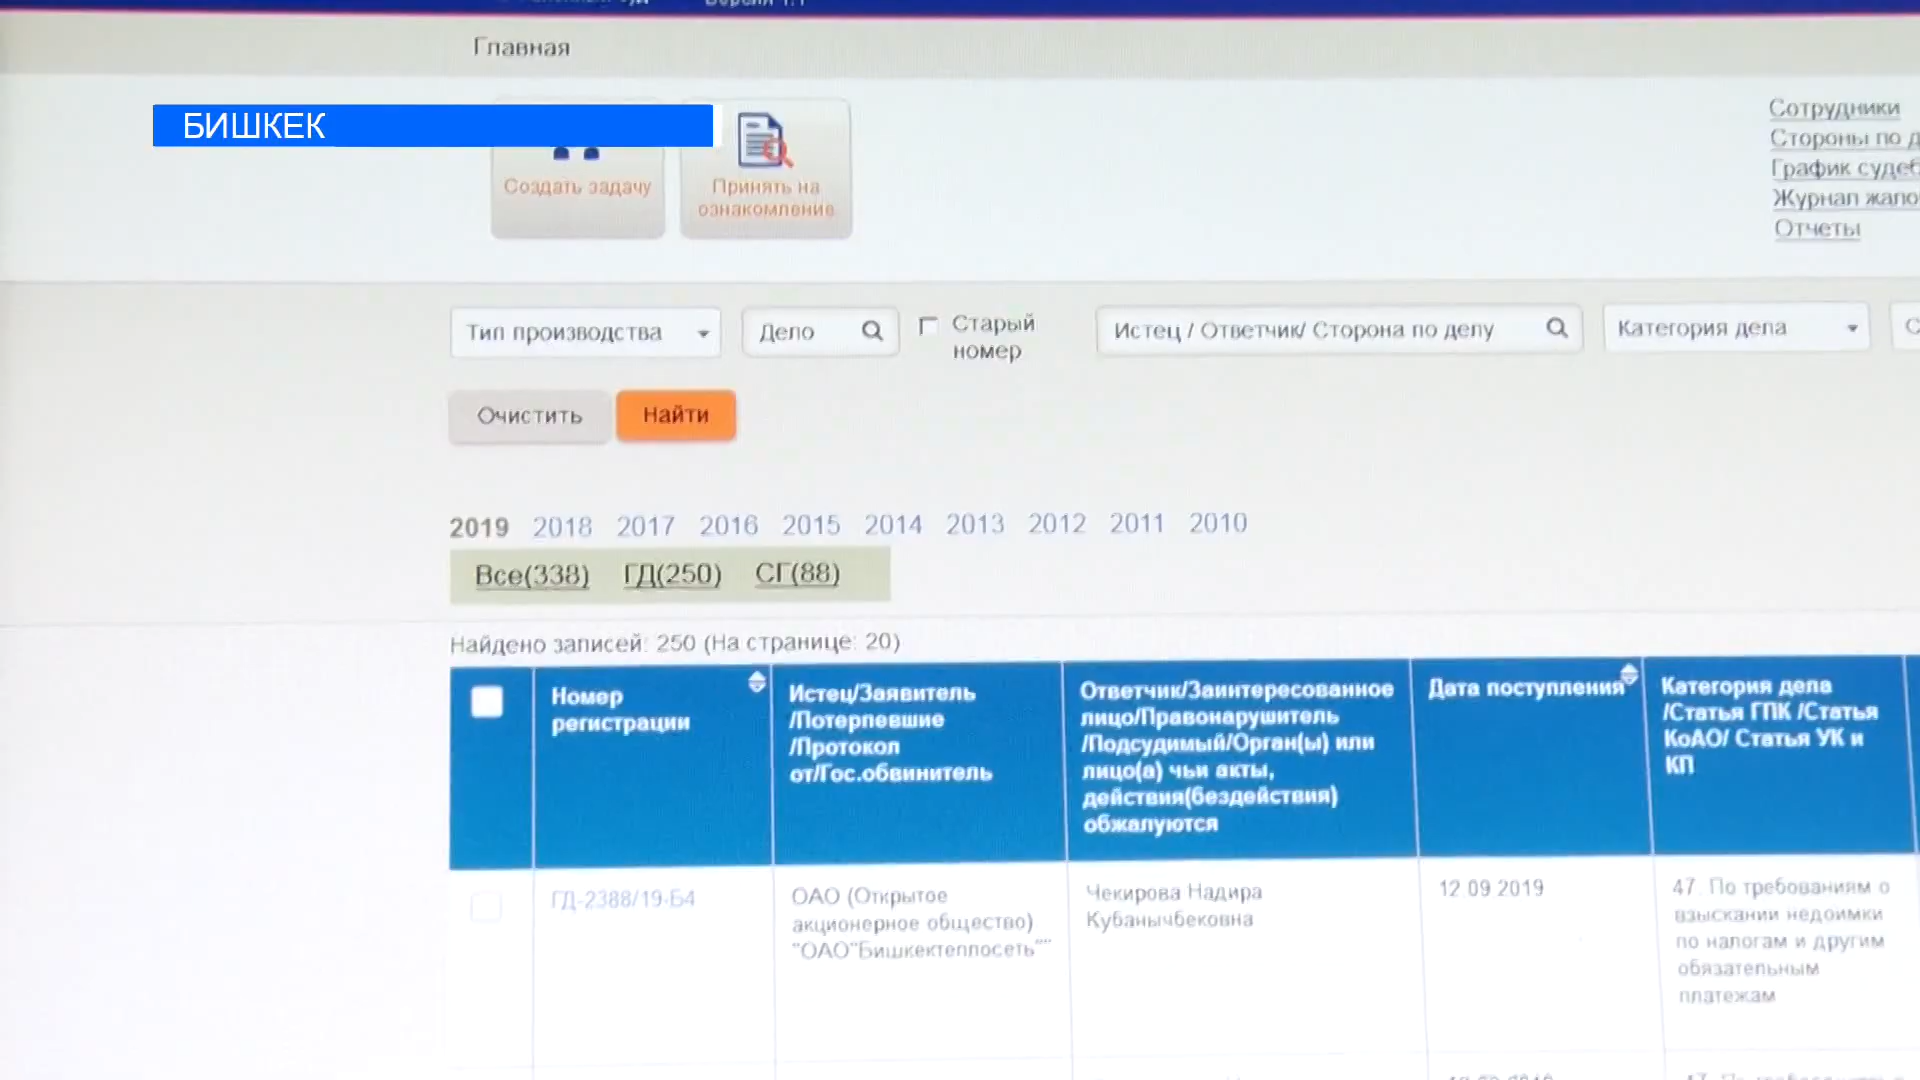 Версия 1.1
Главная
БИШКЕК
Создать задачу
Принять на
ознакомление
Сотрудники
Стороны по
График
Журнал
Отчеты
Тип производства
Дело
Старый
номер
Истец / Ответчик/ Сторона по делу
Категория дела
Очистить
Найти
2019 2018 2017 2016 2015 2014 2013 2012 2011 2010
Все(338) ГД(250) СГ(88)
Найдено записей: 250 (На странице: 20)
Номер
регистрации
Истец/Заявитель
/Потерпевшие
/Протокол
от/Гос.обвинитель
Ответчик/Заинтересованное
лицо/Правонарушитель
/Подсудимый/Орган(ы) или
лицо(а) чьи акты,
действия(бездействия)
обжалуются
Дата поступления
Категория дела
/Статья ГПК /Статья
КоАО/ Статья УК и
КП
ГД-2388/19-Б4
ОАО (Открытое
акционерное общество)
"ОАО"Бишкектеплосеть""
Чекирова Надира
Кубанычбековна
12.09.2019
47. По требованиям о
взыскании недоимки
по налогам и другим
обязательным
платежам